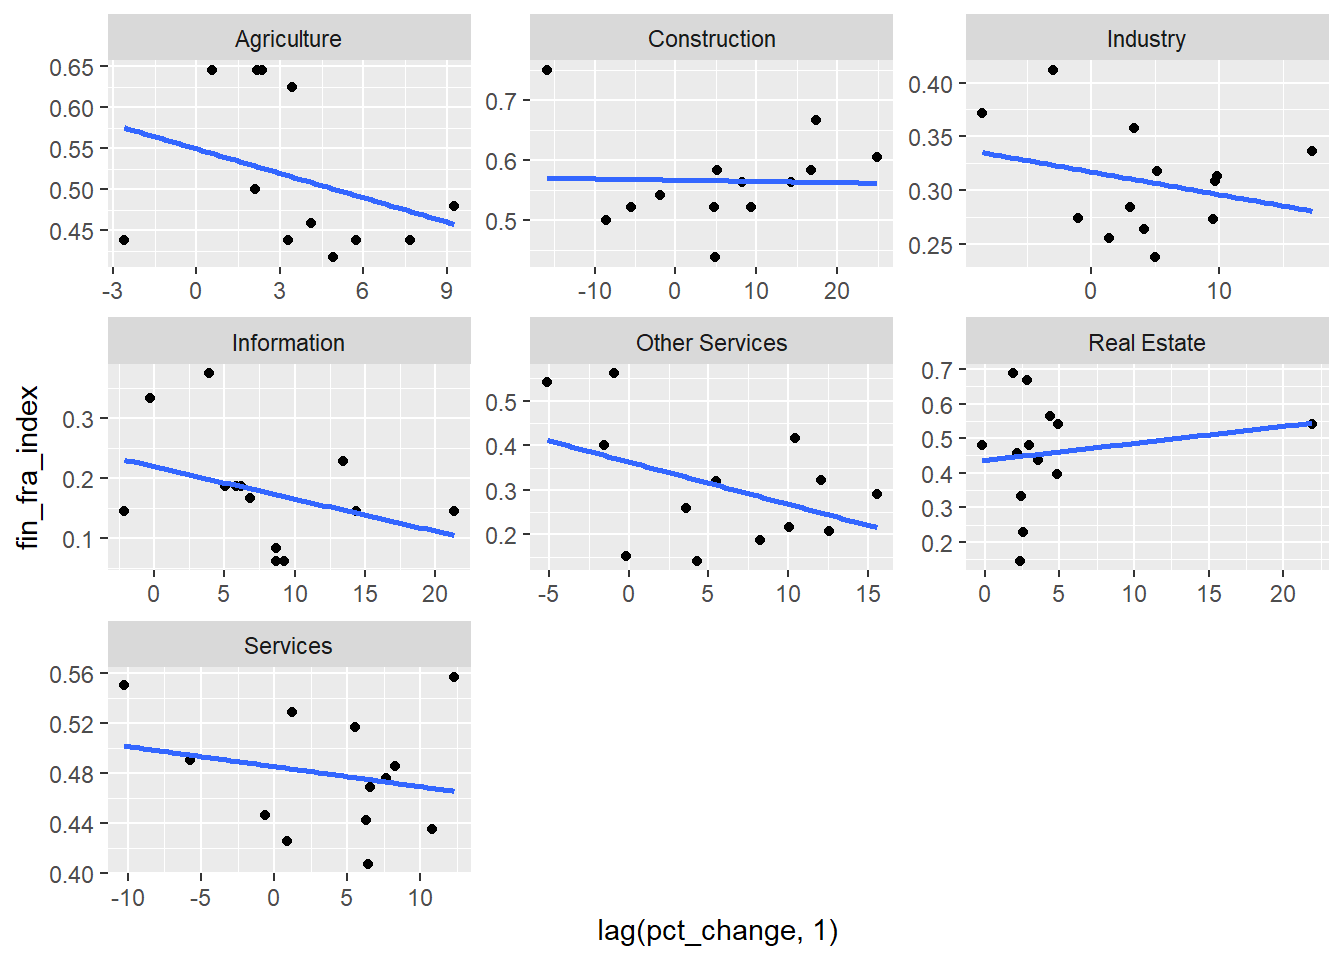 Agriculture
Construction
Industry
0.65
0.60
0.55
0.50
0.45
0.7
0.6
0.5
0.40
0.35
0.30
0.25
-3 0 3 6 9
-10 0 10 20
0 10
Information
Other Services
Real Estate
fin_fra_index
0.3
0.2
0.1
0.5
0.4
0.3
0.2
0.7
0.6
0.5
0.4
0.3
0.2
0 5 10 15 20
-5 0 5 10 15
0 5 10 15 20
Services
0.56
0.52
0.48
0.44
0.40
-10 -5 0 5 10
lag(pct_change, 1)